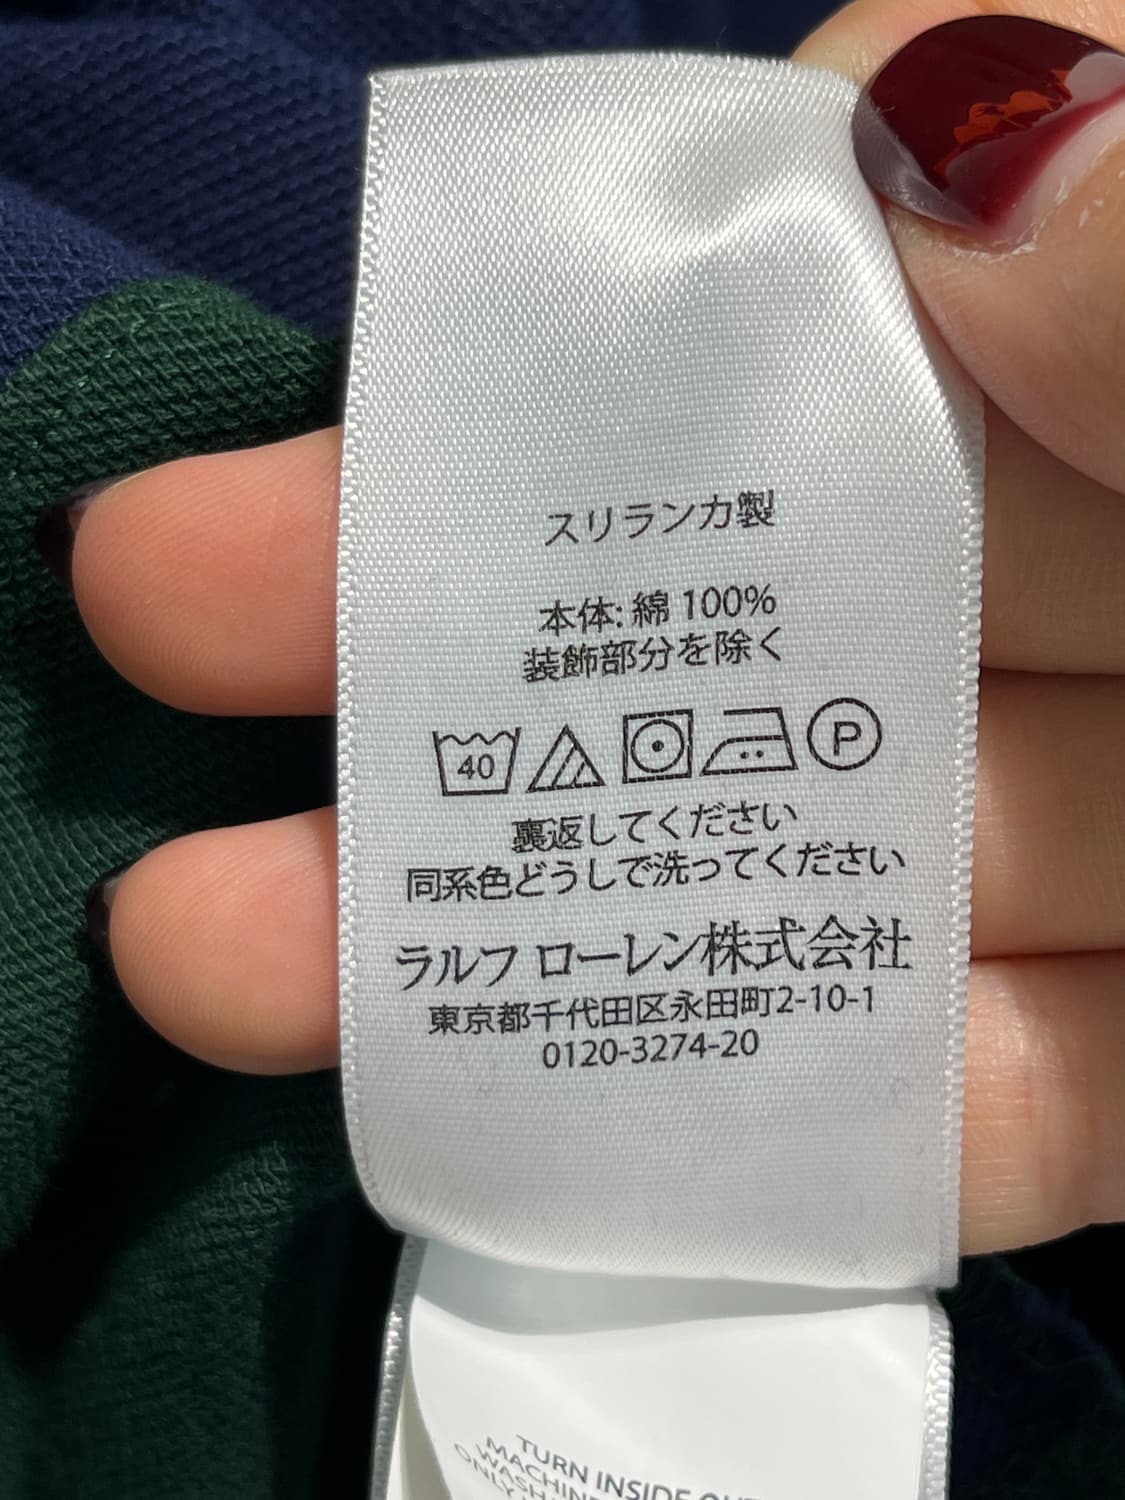 スリランカ製
本体: 綿 100%
装飾部分を除く
40
P
裏返してください
同系色どうしで洗ってください
ラルフ ローレン株式会社
東京都千代田区永田町2-10-1
0120-3274-20
TURN INSIDE
MACHINE
WASH
ONLY